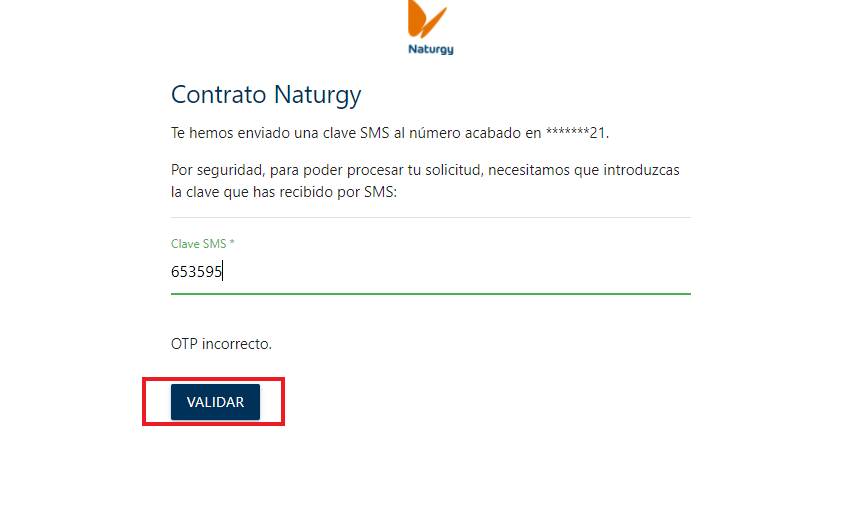 Naturgy
Contrato Naturgy
Te hemos enviado una clave SMS al número acabado en *******21.
Por seguridad, para poder procesar tu solicitud, necesitamos que introduzcas
la clave que has recibido por SMS:
Clave SMS *
653595
OTP incorrecto.
VALIDAR